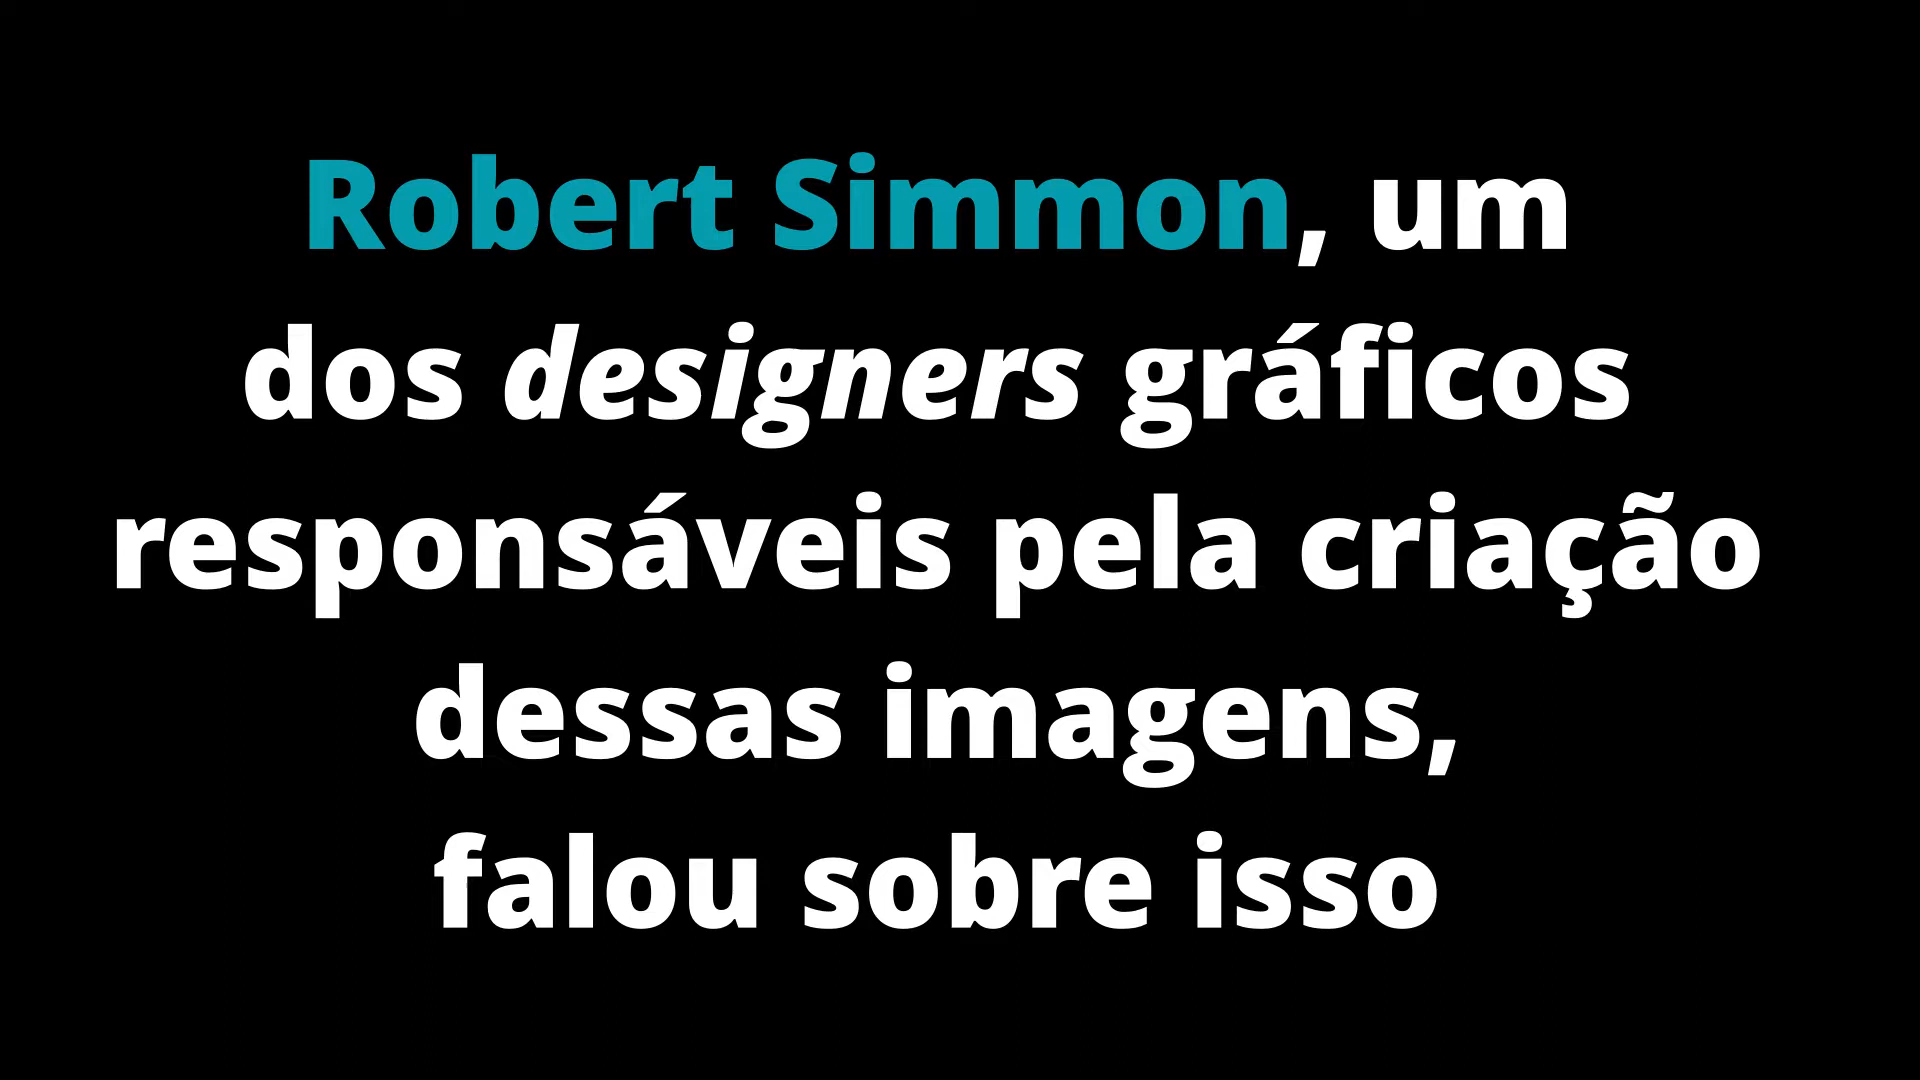 Robert Simmon, um
dos designers gráficos
responsáveis pela criação
dessas imagens,
falou sobre isso